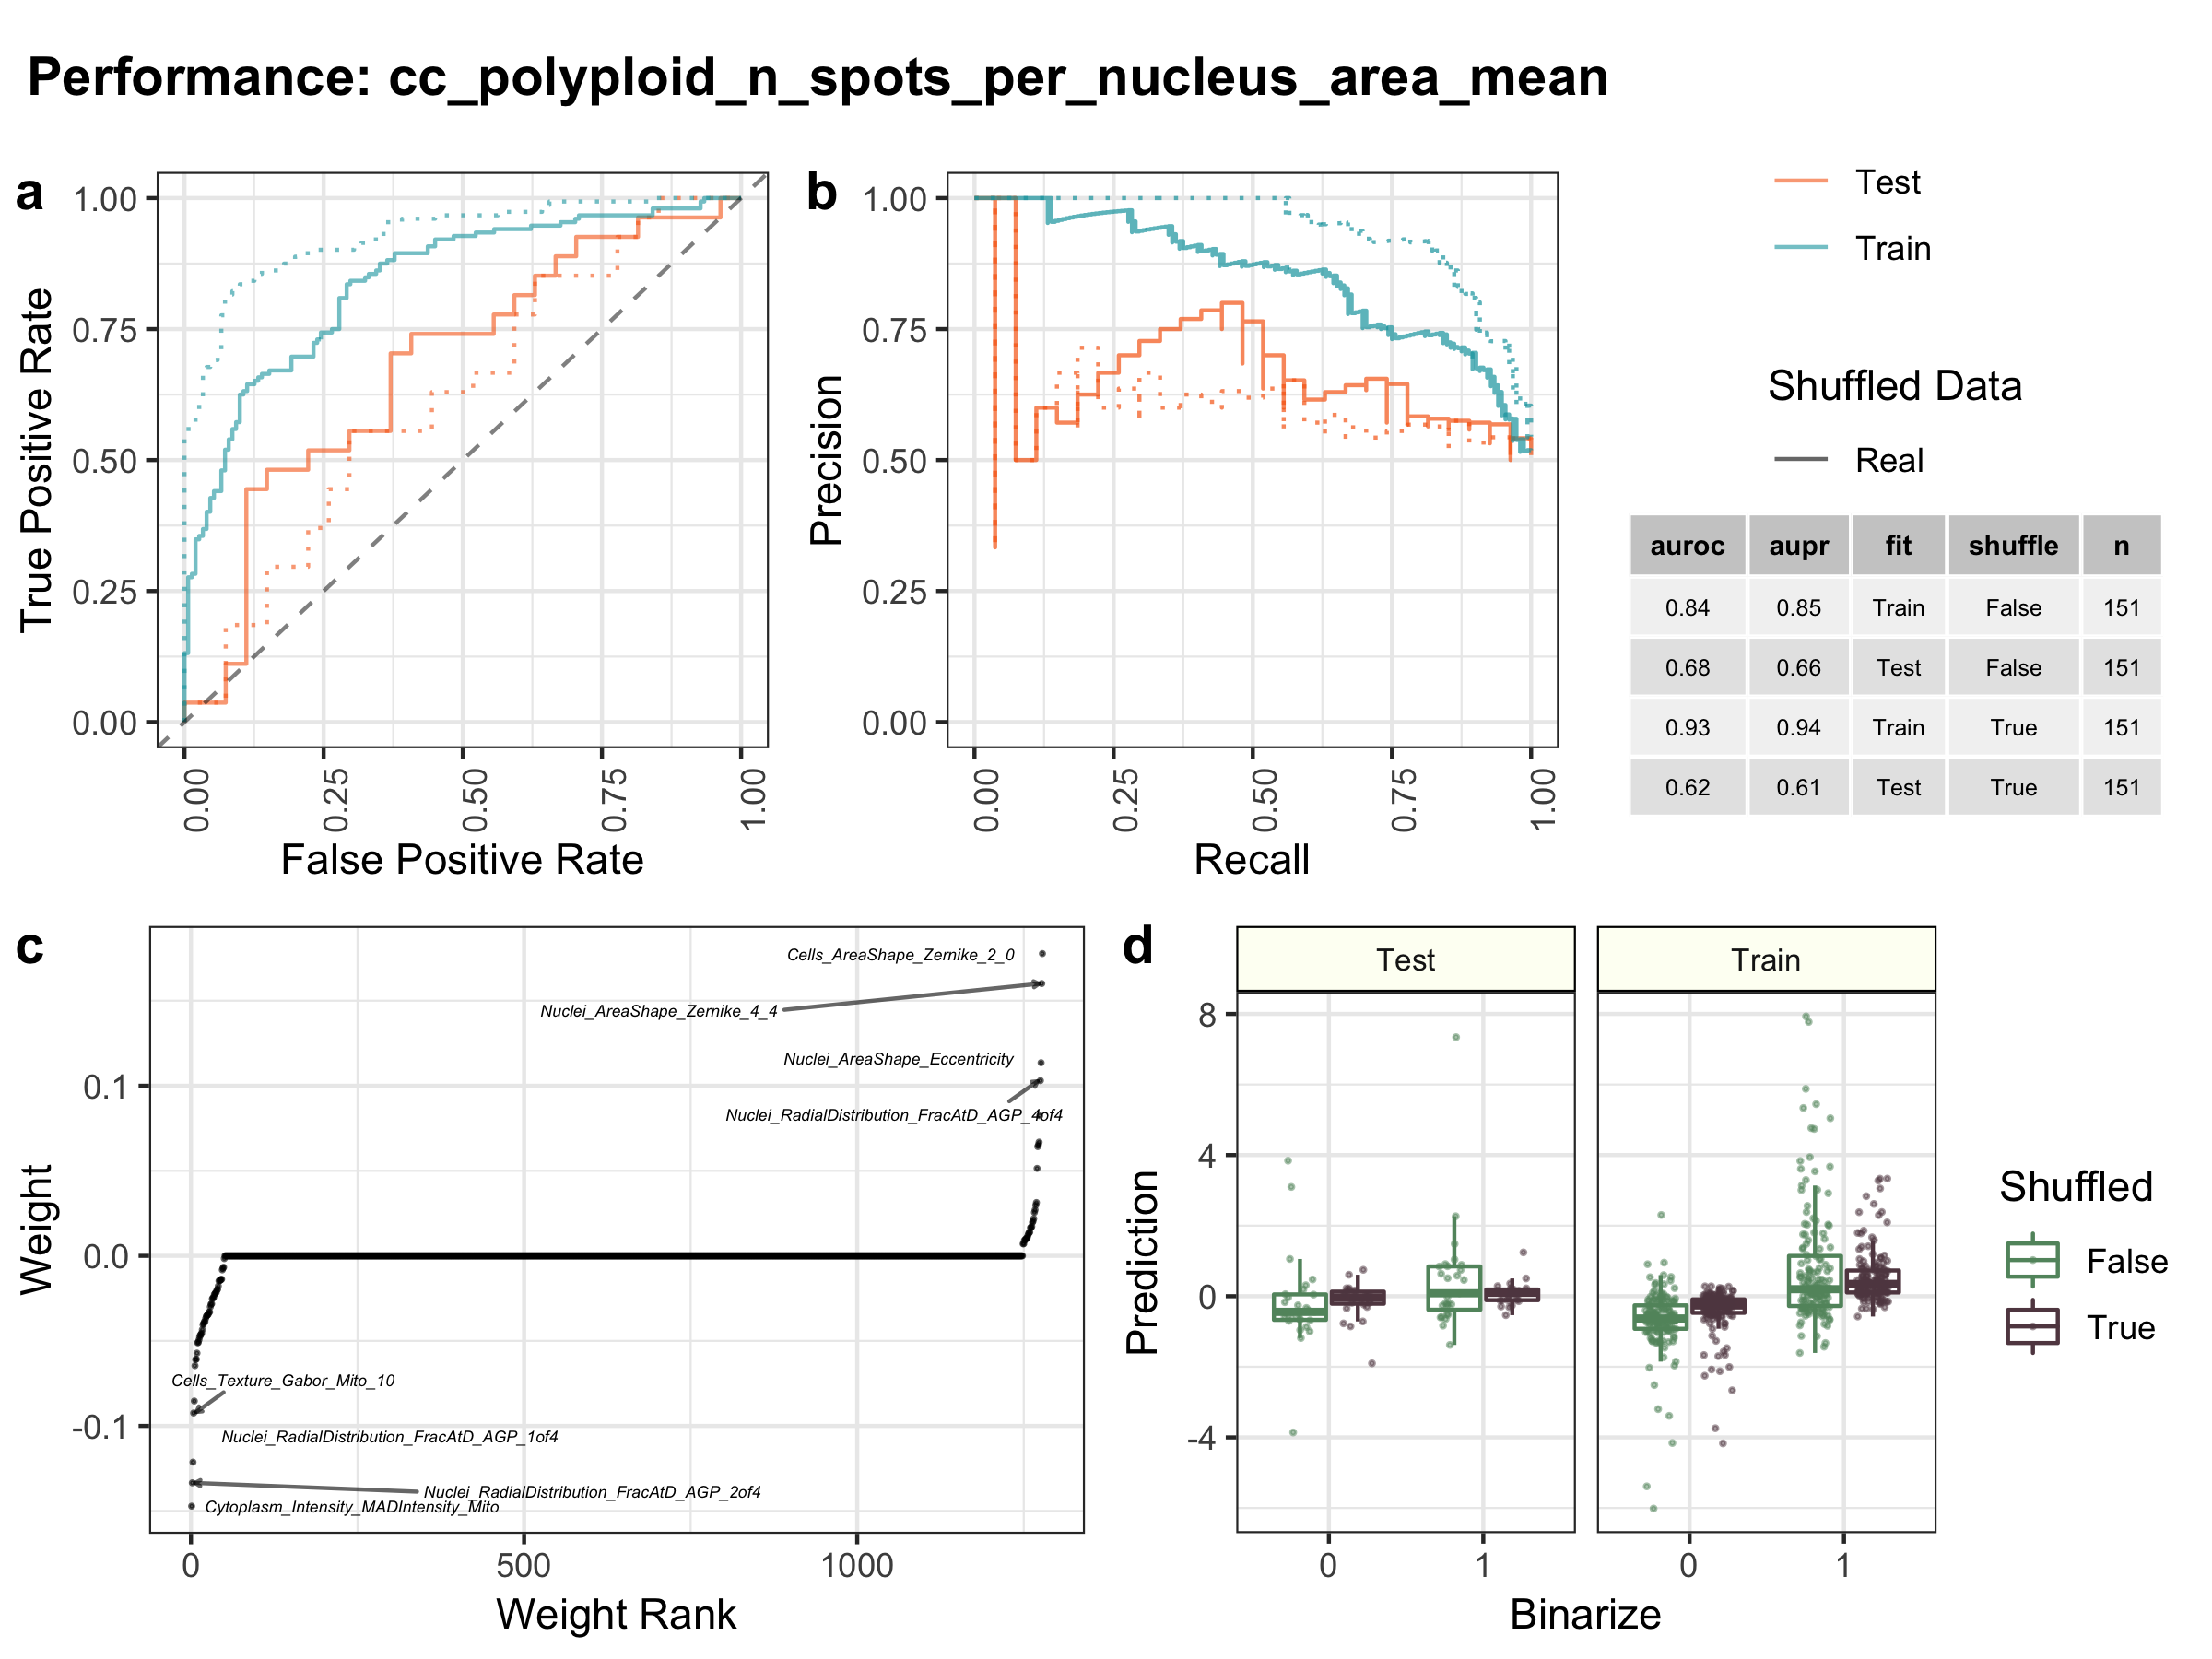 Performance: cc_polyploid_n_spots_per_nucleus_area_mean
a
1.00
0.75
0.50
0.25
0.00
True Positive Rate
0.00
0.25
0.50
0.75
1.00
False Positive Rate
b
1.00
0.75
0.50
0.25
0.00
Precision
0.00
0.25
0.50
0.75
1.00
Recall
Test
Train
Shuffled Data
Real
auroc aupr fit shuffle n
0.84 0.85 Train False 151
0.68 0.66 Test False 151
0.93 0.94 Train True 151
0.62 0.61 Test True 151
c
Cells_AreaShape_Zernike_2_0
Nuclei_AreaShape_Zernike_4_4
Nuclei_AreaShape_Eccentricity
Nuclei_RadialDistribution_FracAtD_AGP_4of4
Cells_Texture_Gabor_Mito_10
Nuclei_RadialDistribution_FracAtD_AGP_1of4
Nuclei_RadialDistribution_FracAtD_AGP_2of4
Cytoplasm_Intensity_MADIntensity_Mito
0.1
0.0
-0.1
Weight
0 500 1000
Weight Rank
d
Test Train
8
4
0
-4
Prediction
0 1 0 1
Binarize
Shuffled
False
True